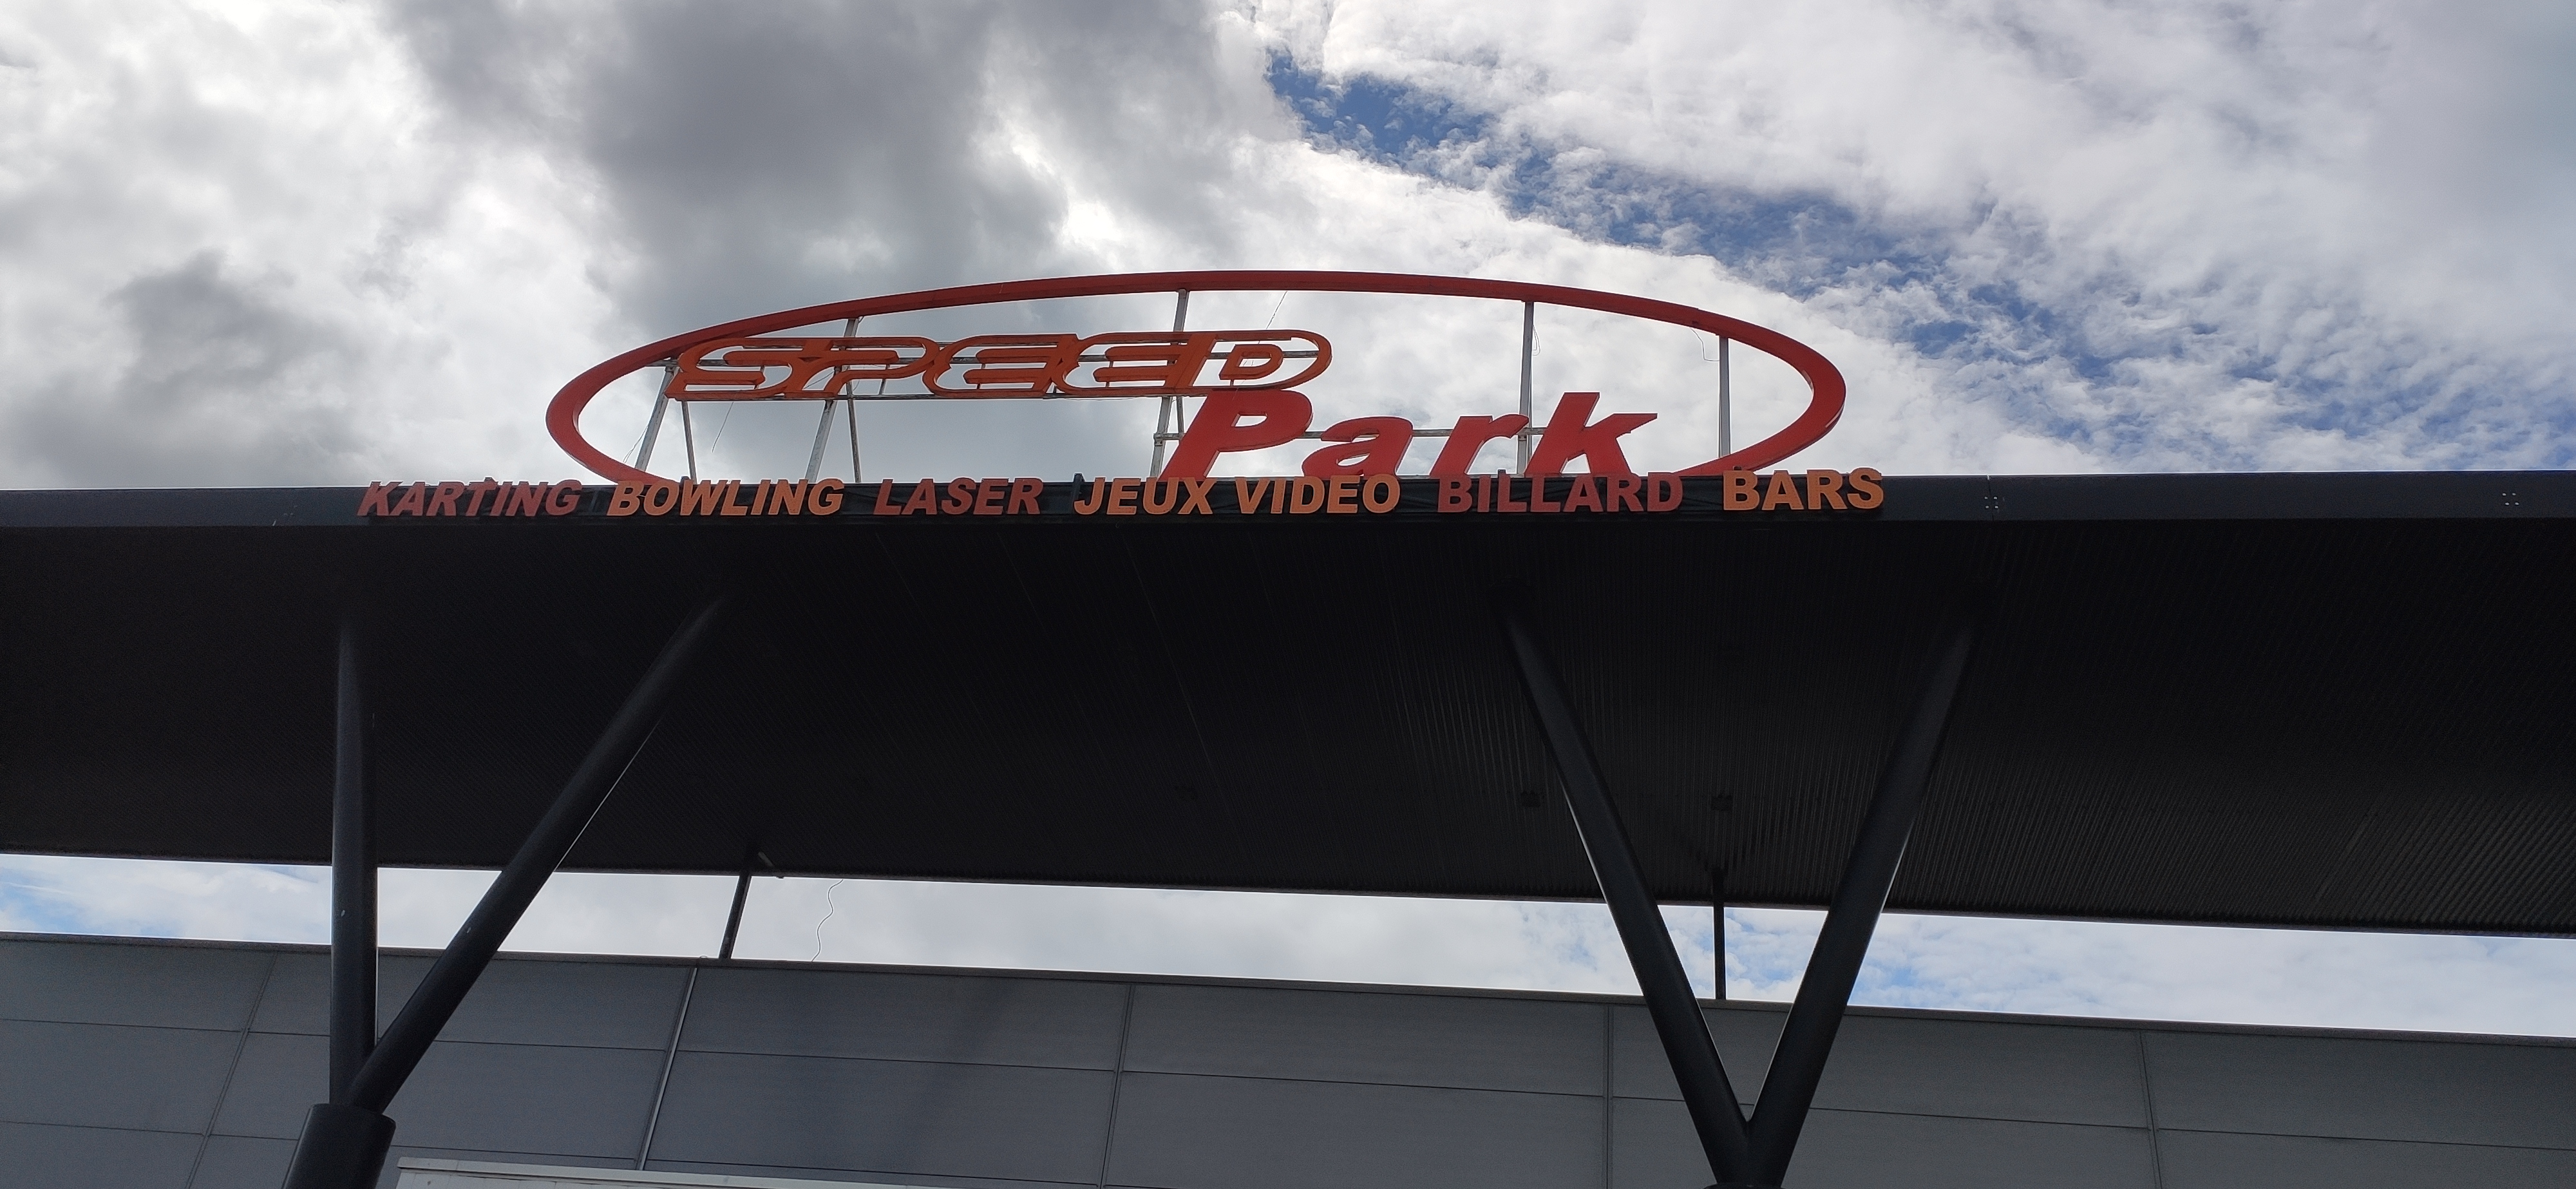 SPEED
Park
KARTING BOWLING LASER JEUX VIDEO BILLARD BARS